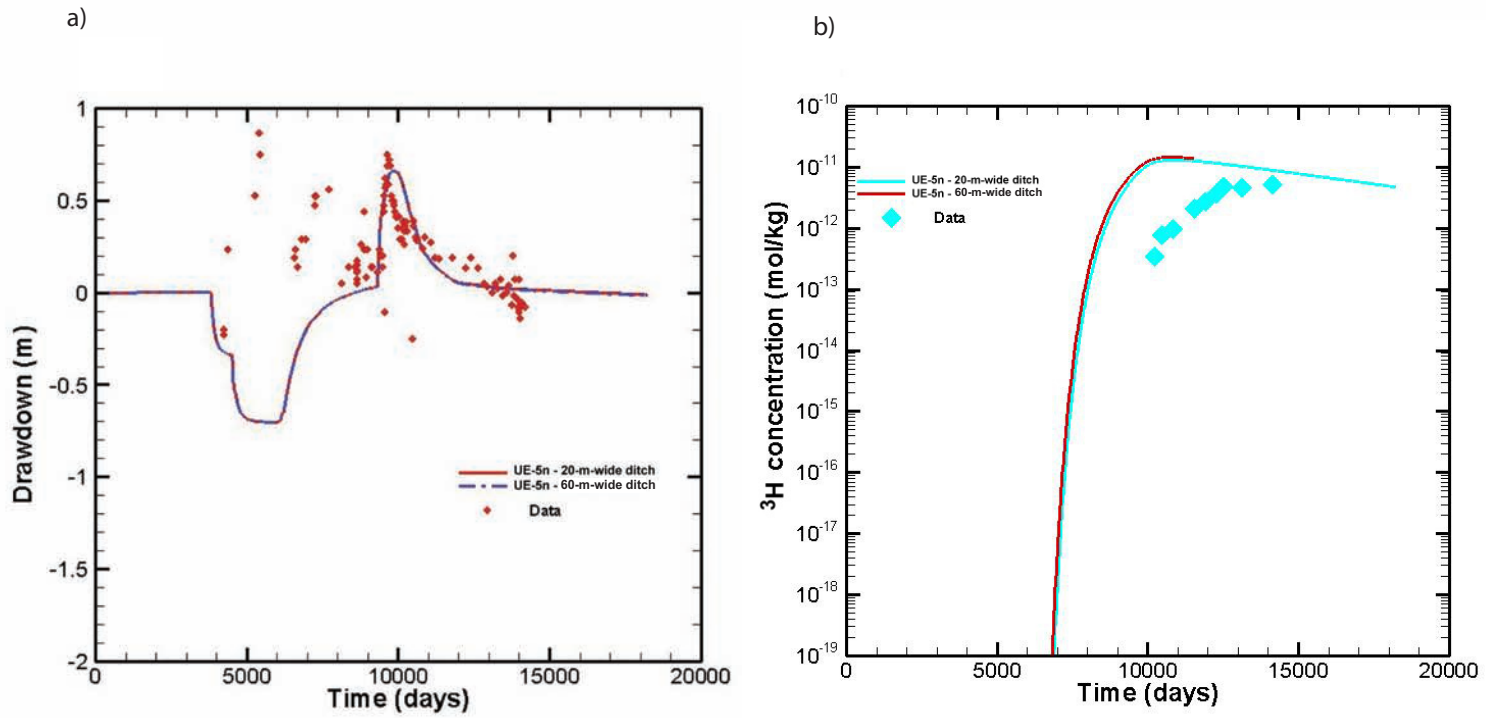 a)
1
0.5
0
-0.5
-1
-1.5
-2
Drawdown (m)
0
5000
10000
15000
20000
Time (days)
UE-5n - 20-m-wide ditch
UE-5n - 60-m-wide ditch
Data
b)
10⁻¹⁰
10⁻¹¹
10⁻¹²
10⁻¹³
10⁻¹⁴
10⁻¹⁵
10⁻¹⁶
10⁻¹⁷
10⁻¹⁸
10⁻¹⁹
³H concentration (mol/kg)
0
5000
10000
15000
20000
Time (days)
UE-5n - 20-m-wide ditch
UE-5n - 60-m-wide ditch
Data